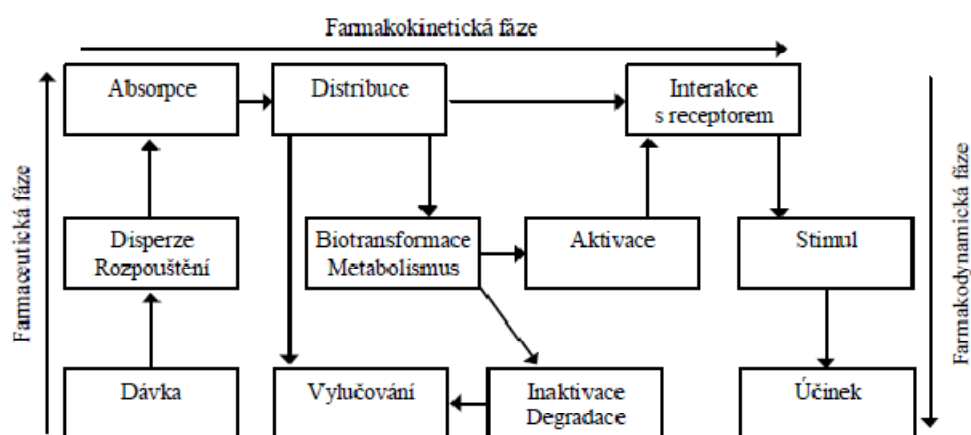 Farmakokinetická fáze
Absorpce
Distribuce
Interakce
s receptorem
Farmaceutická fáze
Disperze
Rozpouštění
Biotransformace
Metabolismus
Aktivace
Stimul
Farmakodynamická fáze
Dávka
Vylučování
Inaktivace
Degradace
Účinek